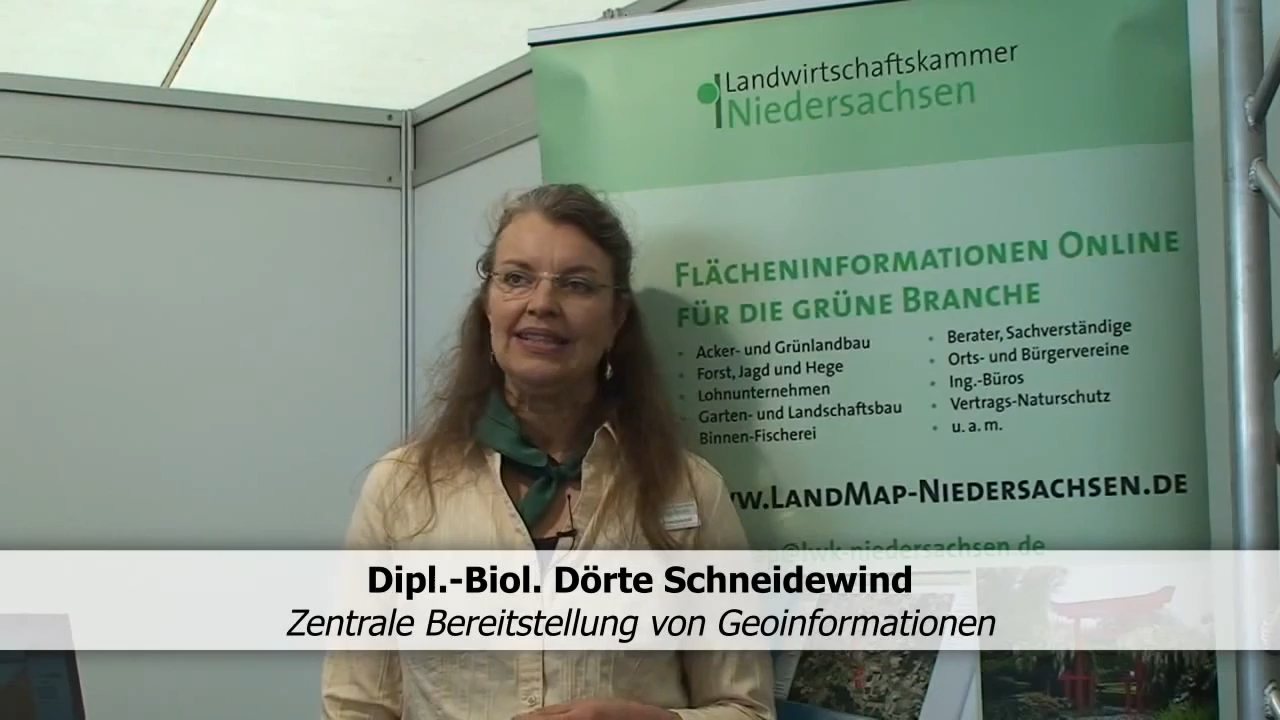 Landwirtschaftskammer
Niedersachsen
FLÄCHENINFORMATIONEN ONLINE
FÜR DIE GRÜNE BRANCHE
- Acker- und Grünlandbau
- Forst, Jagd und Hege
- Lohnunternehmen
- Garten- und Landschaftsbau
Binnen-Fischerei
• Berater, Sachverständige
• Orts- und Bürgervereine
• Ing.-Büros
• Vertrags-Naturschutz
• u. a. m.
w.LANDMAP-NIEDERSACHSEN.DE
@lwk-niedersachsen.de
Dipl.-Biol. Dörte Schneidewind
Zentrale Bereitstellung von Geoinformationen